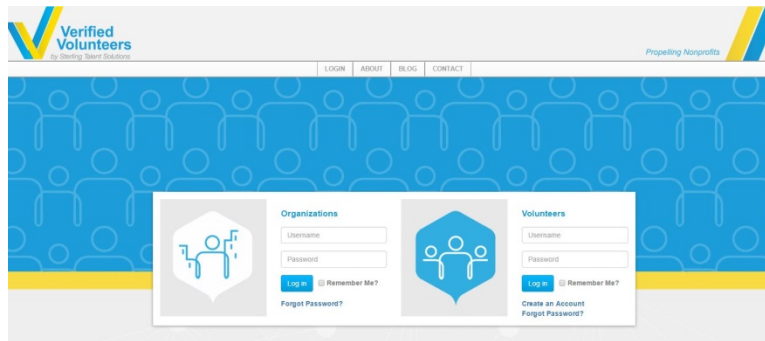 Verified
Volunteers
by Sterling Talent Solutions
Propelling Nonprofits
LOGIN ABOUT BLOG CONTACT
Organizations
Username
Password
Log in Remember Me?
Forgot Password?
Volunteers
Username
Password
Log in Remember Me?
Create an Account
Forgot Password?